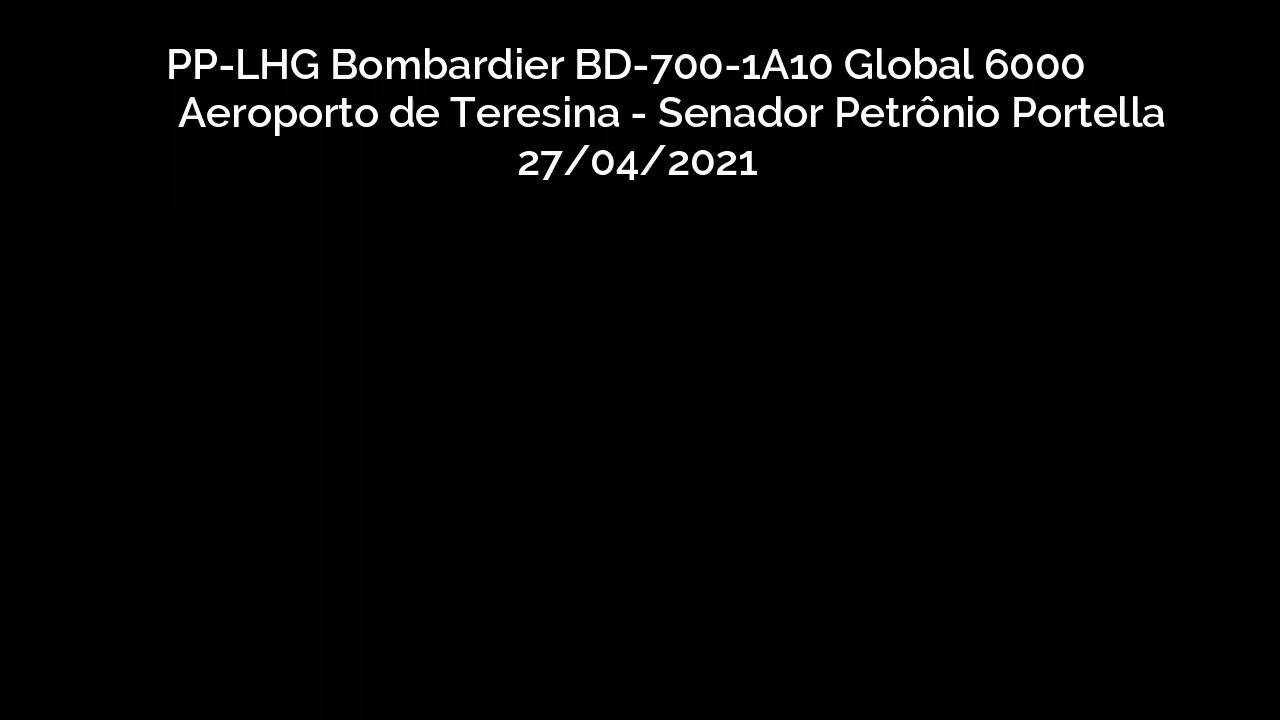 PP-LHG Bombardier BD-700-1A10 Global 6000
Aeroporto de Teresina - Senador Petrônio Portella
27/04/2021